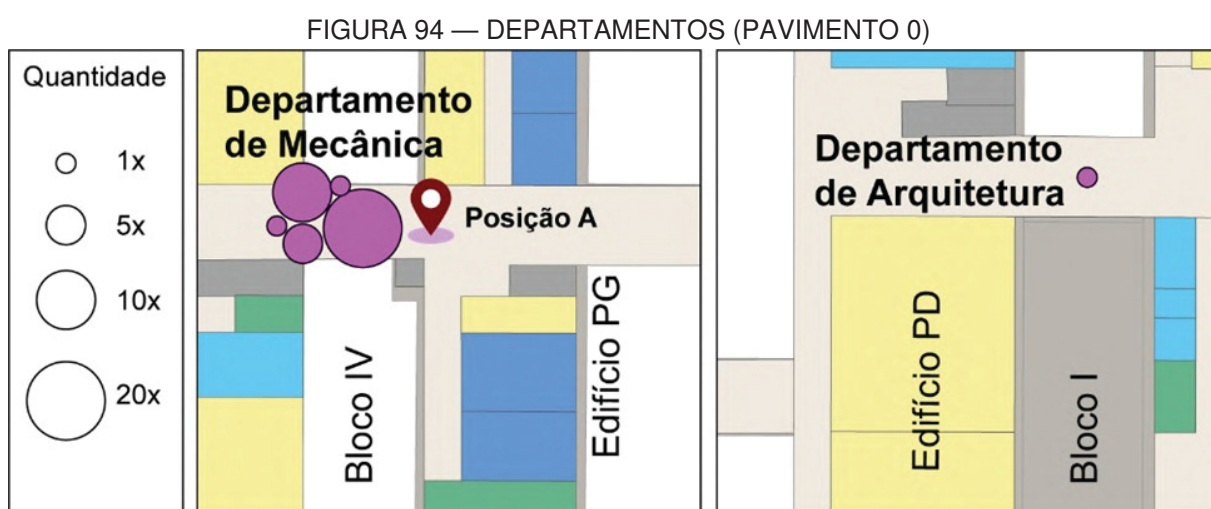 FIGURA 94 — DEPARTAMENTOS (PAVIMENTO 0)
Quantidade
1x
5x
10x
20x
Departamento
de Mecânica
Posição A
Bloco IV
Edifício PG
Departamento
de Arquitetura
Edifício PD
Bloco I